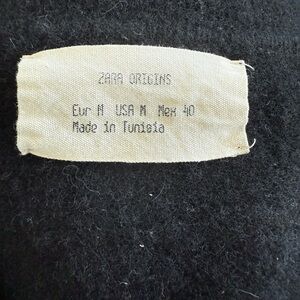 ZARA ORIGINS
Eur M USA M Mex 40
Made in Tunisia